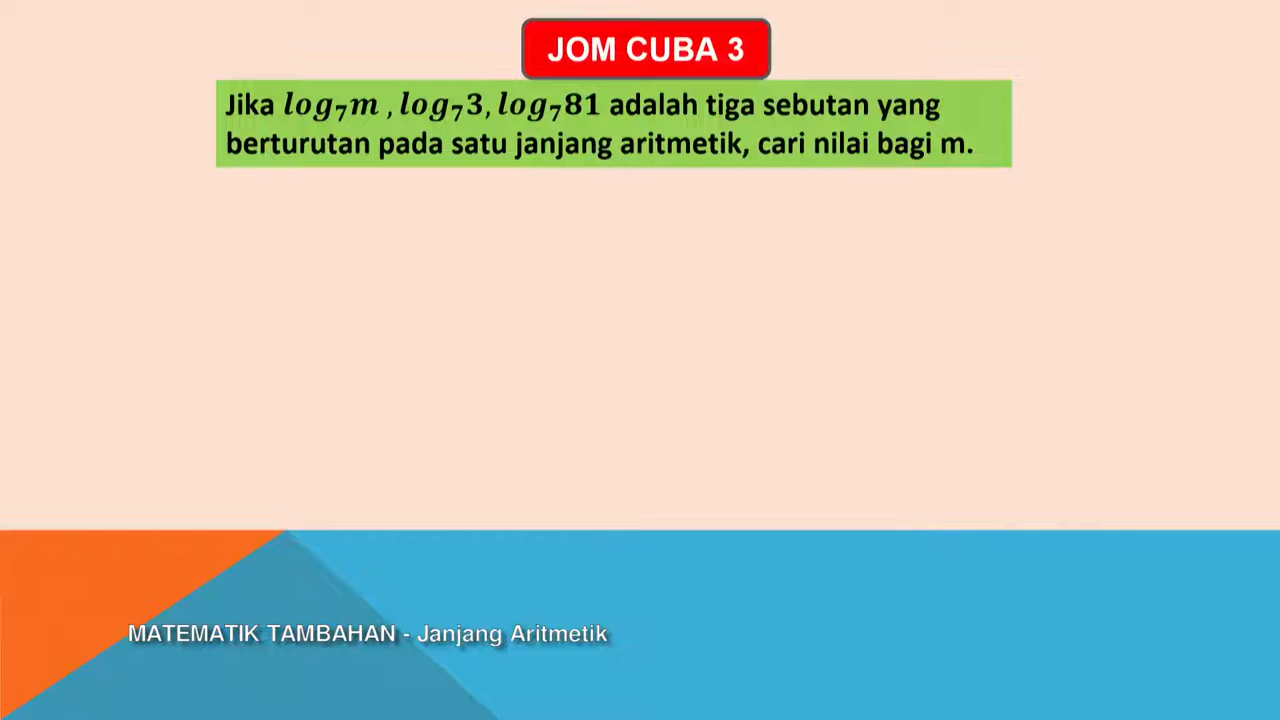 JOM CUBA 3
Jika log₇m , log₇3, log₇81 adalah tiga sebutan yang
berturutan pada satu janjang aritmetik, cari nilai bagi m.
MATEMATIK TAMBAHAN - Janjang Aritmetik